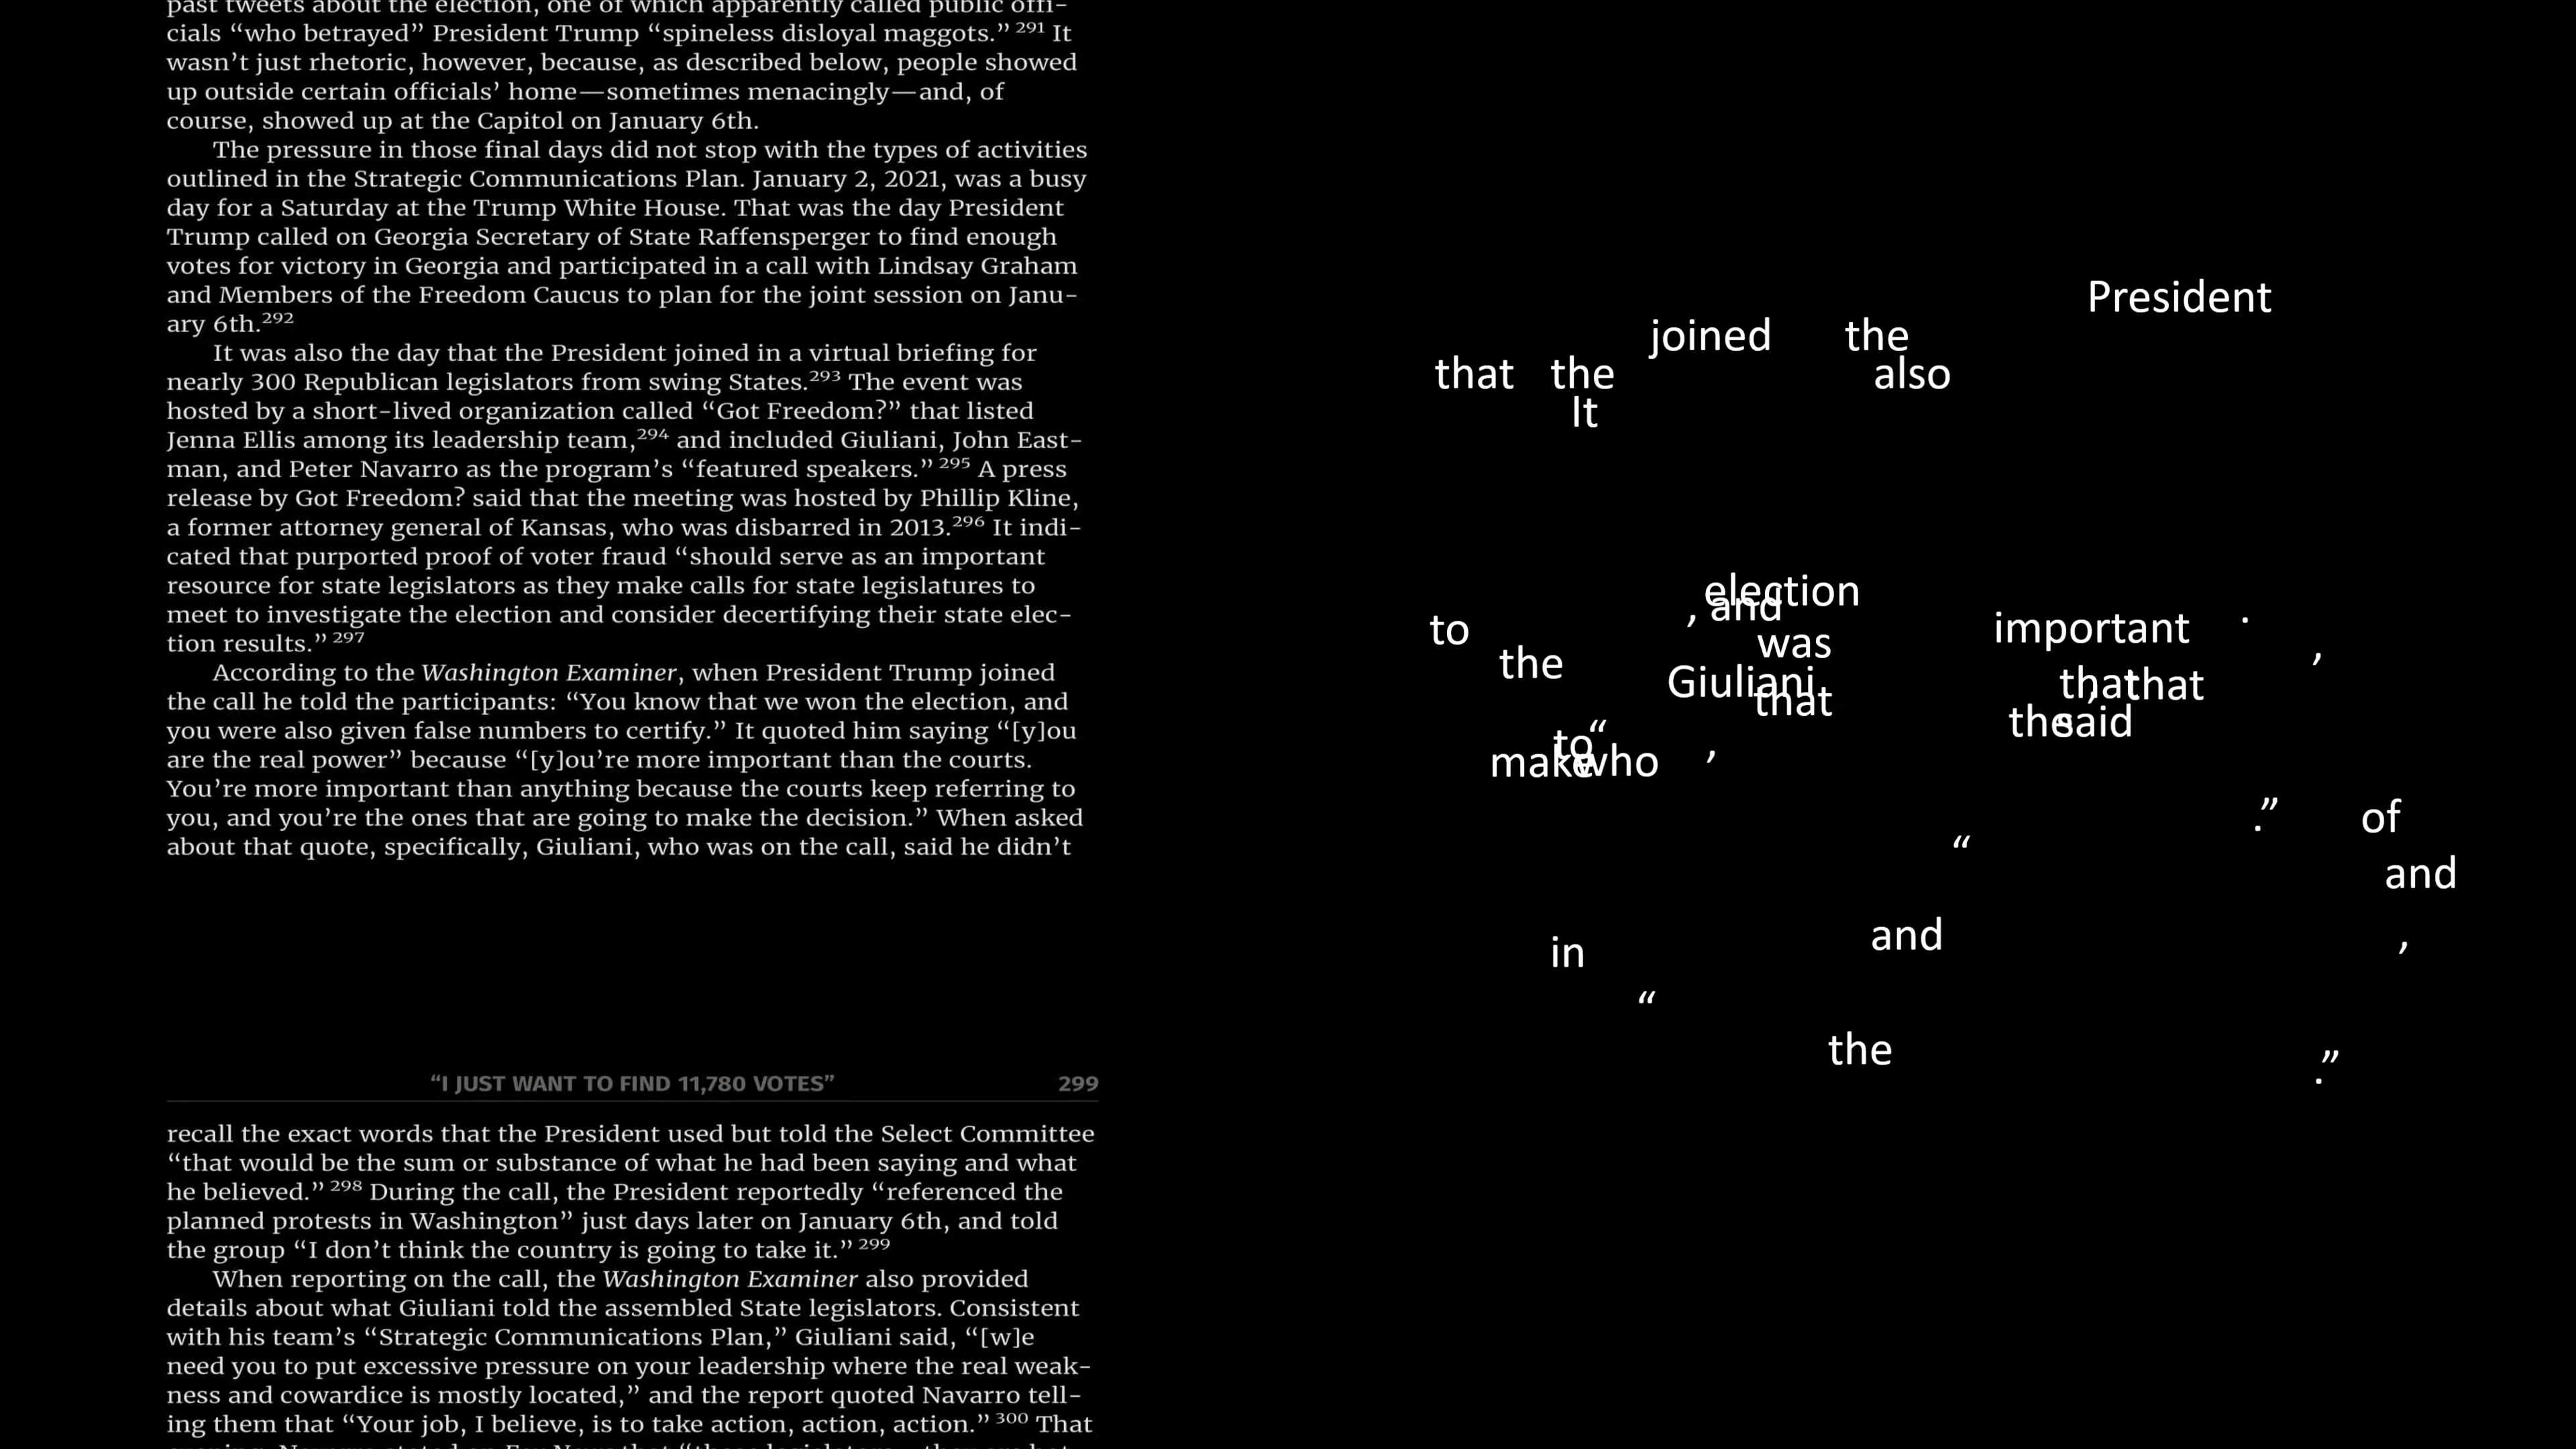 past tweets about the election, one of which apparently called public offi-
cials “who betrayed” President Trump “spineless disloyal maggots.” 291 It
wasn’t just rhetoric, however, because, as described below, people showed
up outside certain officials’ home—sometimes menacingly—and, of
course, showed up at the Capitol on January 6th.
The pressure in those final days did not stop with the types of activities
outlined in the Strategic Communications Plan. January 2, 2021, was a busy
day for a Saturday at the Trump White House. That was the day President
Trump called on Georgia Secretary of State Raffensperger to find enough
votes for victory in Georgia and participated in a call with Lindsay Graham
and Members of the Freedom Caucus to plan for the joint session on Janu-
ary 6th.292
It was also the day that the President joined in a virtual briefing for
nearly 300 Republican legislators from swing States.293 The event was
hosted by a short-lived organization called “Got Freedom?” that listed
Jenna Ellis among its leadership team,294 and included Giuliani, John East-
man, and Peter Navarro as the program’s “featured speakers.” 295 A press
release by Got Freedom? said that the meeting was hosted by Phillip Kline,
a former attorney general of Kansas, who was disbarred in 2013.296 It indi-
cated that purported proof of voter fraud “should serve as an important
resource for state legislators as they make calls for state legislatures to
meet to investigate the election and consider decertifying their state elec-
tion results.” 297
According to the Washington Examiner, when President Trump joined
the call he told the participants: “You know that we won the election, and
you were also given false numbers to certify.” It quoted him saying “[y]ou
are the real power” because “[y]ou’re more important than the courts.
You’re more important than anything because the courts keep referring to
you, and you’re the ones that are going to make the decision.” When asked
about that quote, specifically, Giuliani, who was on the call, said he didn’t
“I JUST WANT TO FIND 11,780 VOTES” 299
recall the exact words that the President used but told the Select Committee
“that would be the sum or substance of what he had been saying and what
he believed.” 298 During the call, the President reportedly “referenced the
planned protests in Washington” just days later on January 6th, and told
the group “I don’t think the country is going to take it.” 299
When reporting on the call, the Washington Examiner also provided
details about what Giuliani told the assembled State legislators. Consistent
with his team’s “Strategic Communications Plan,” Giuliani said, “[w]e
need you to put excessive pressure on your leadership where the real weak-
ness and cowardice is mostly located,” and the report quoted Navarro tell-
ing them that “Your job, I believe, is to take action, action, action.” 300 That
President
joined the
that the also
It
election
, and
to important .
was ,
the
Giuliani that that
that
the said
“
to
make who ,
.” of
“
and
and
in ,
“
the
.”